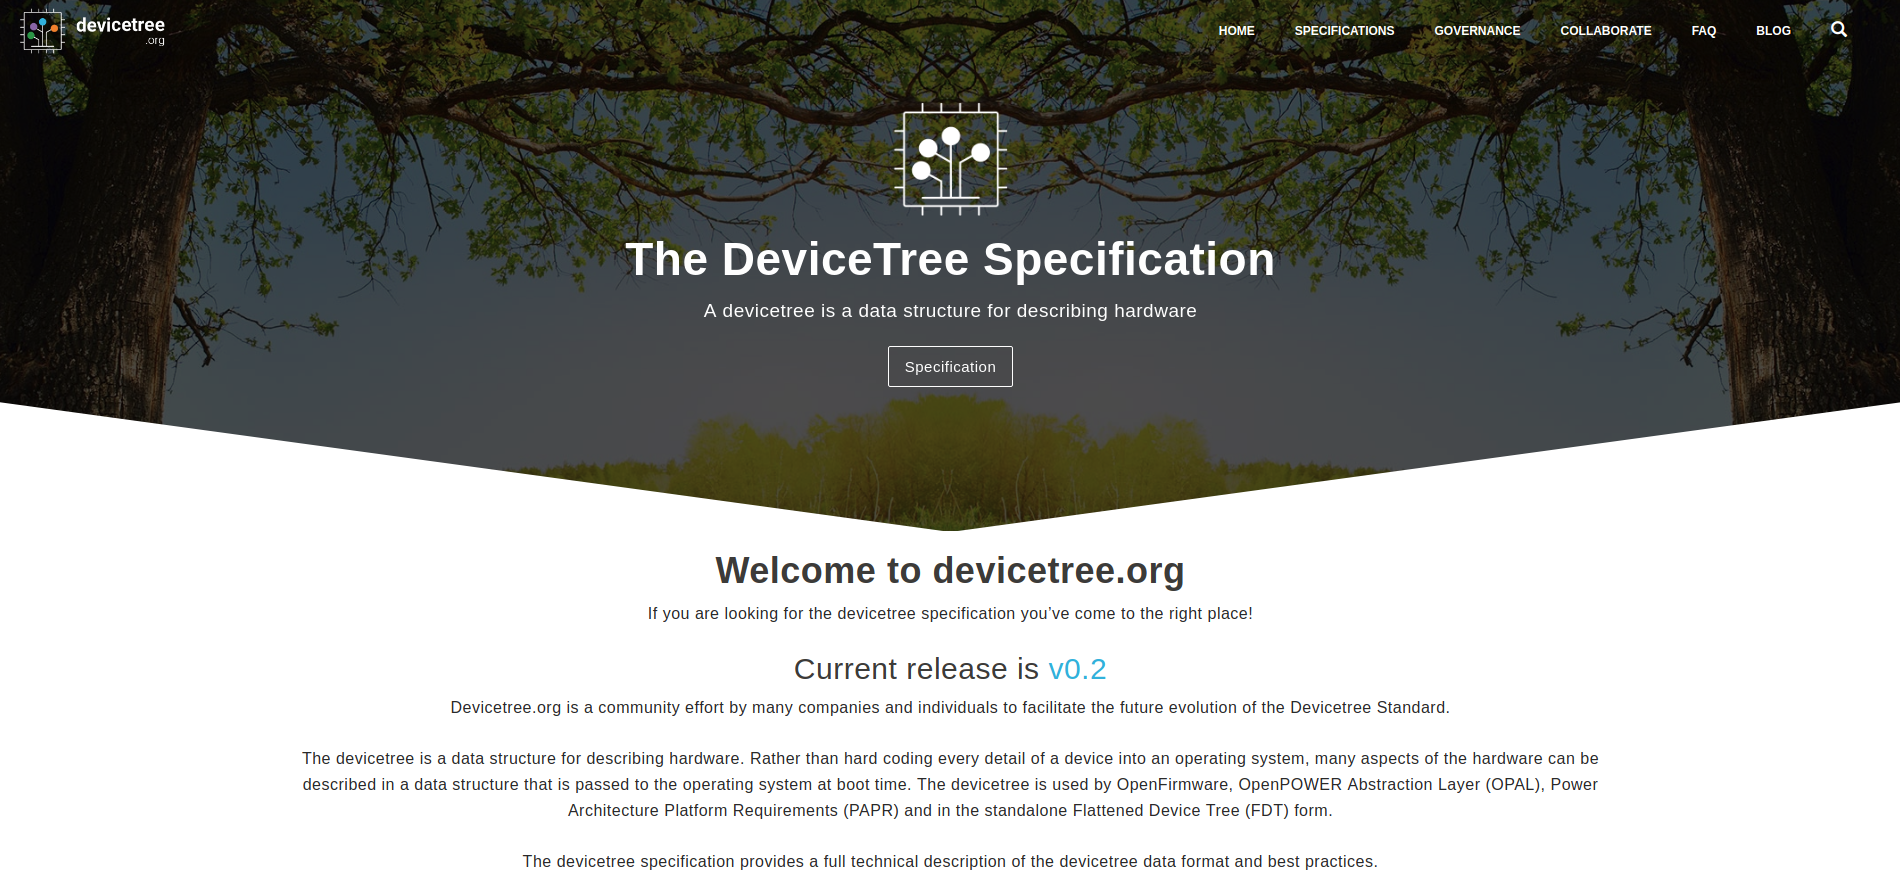 devicetree
.org
HOME SPECIFICATIONS GOVERNANCE COLLABORATE FAQ BLOG
The DeviceTree Specification
A devicetree is a data structure for describing hardware
Specification
Welcome to devicetree.org
If you are looking for the devicetree specification you’ve come to the right place!
Current release is v0.2
Devicetree.org is a community effort by many companies and individuals to facilitate the future evolution of the Devicetree Standard.
The devicetree is a data structure for describing hardware. Rather than hard coding every detail of a device into an operating system, many aspects of the hardware can be
described in a data structure that is passed to the operating system at boot time. The devicetree is used by OpenFirmware, OpenPOWER Abstraction Layer (OPAL), Power
Architecture Platform Requirements (PAPR) and in the standalone Flattened Device Tree (FDT) form.
The devicetree specification provides a full technical description of the devicetree data format and best practices.